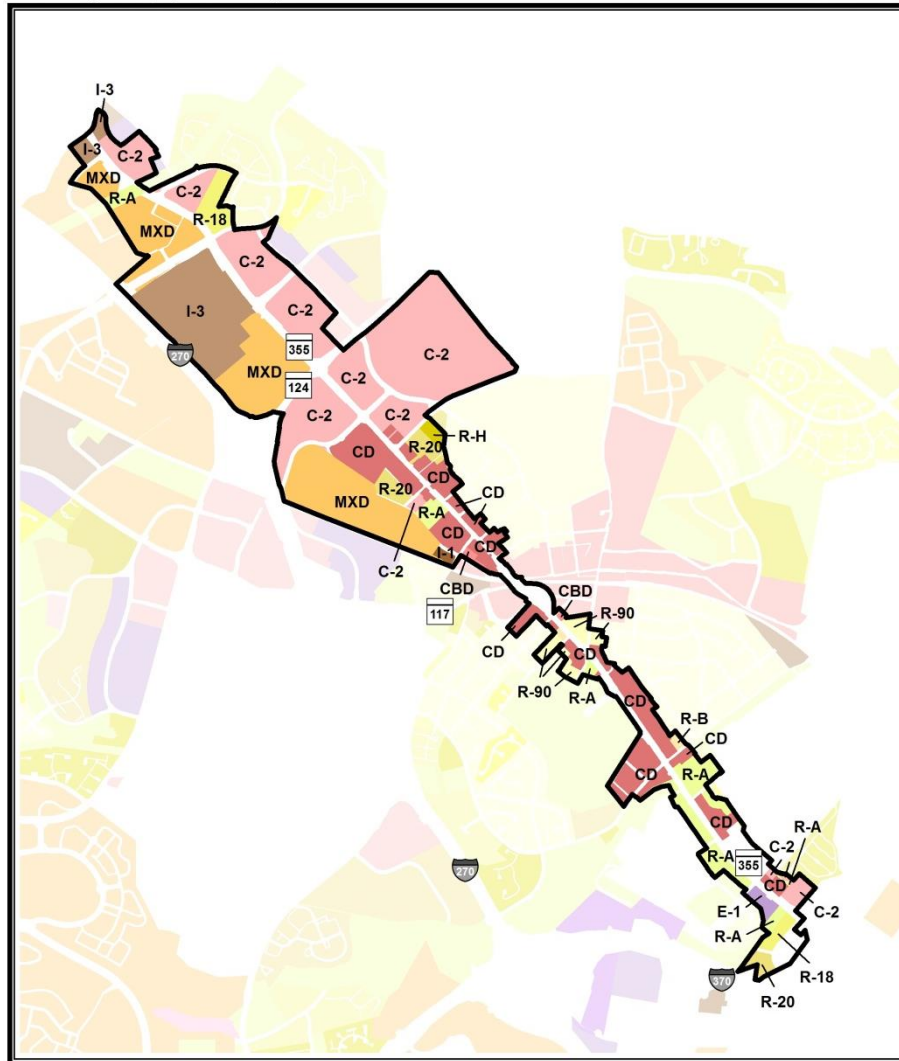 I-3
I-3
C-2
MXD
R-A
C-2
R-18
MXD
C-2
I-3
C-2
355
270
C-2
MXD
C-2
124
C-2
C-2
R-H
R-20
CD
CD
R-20
CD
MXD
R-A
CD
CD
I-1
C-2
CBD
CBD
117
R-90
CD
CD
R-90
R-A
CD
R-B
CD
CD
R-A
CD
R-A
C-2
R-A
355
270
CD
E-1
C-2
R-A
R-18
370
R-20